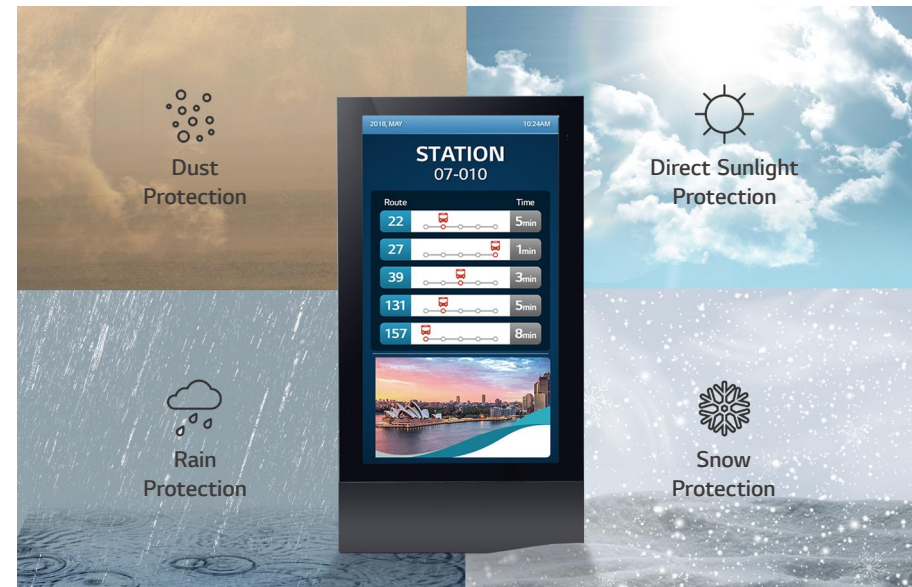 Dust
Protection
Direct Sunlight
Protection
2018, MAY 10:24AM
STATION
07-010
Route Time
22 5min
27 1min
39 3min
131 5min
157 8min
Rain
Protection
Snow
Protection